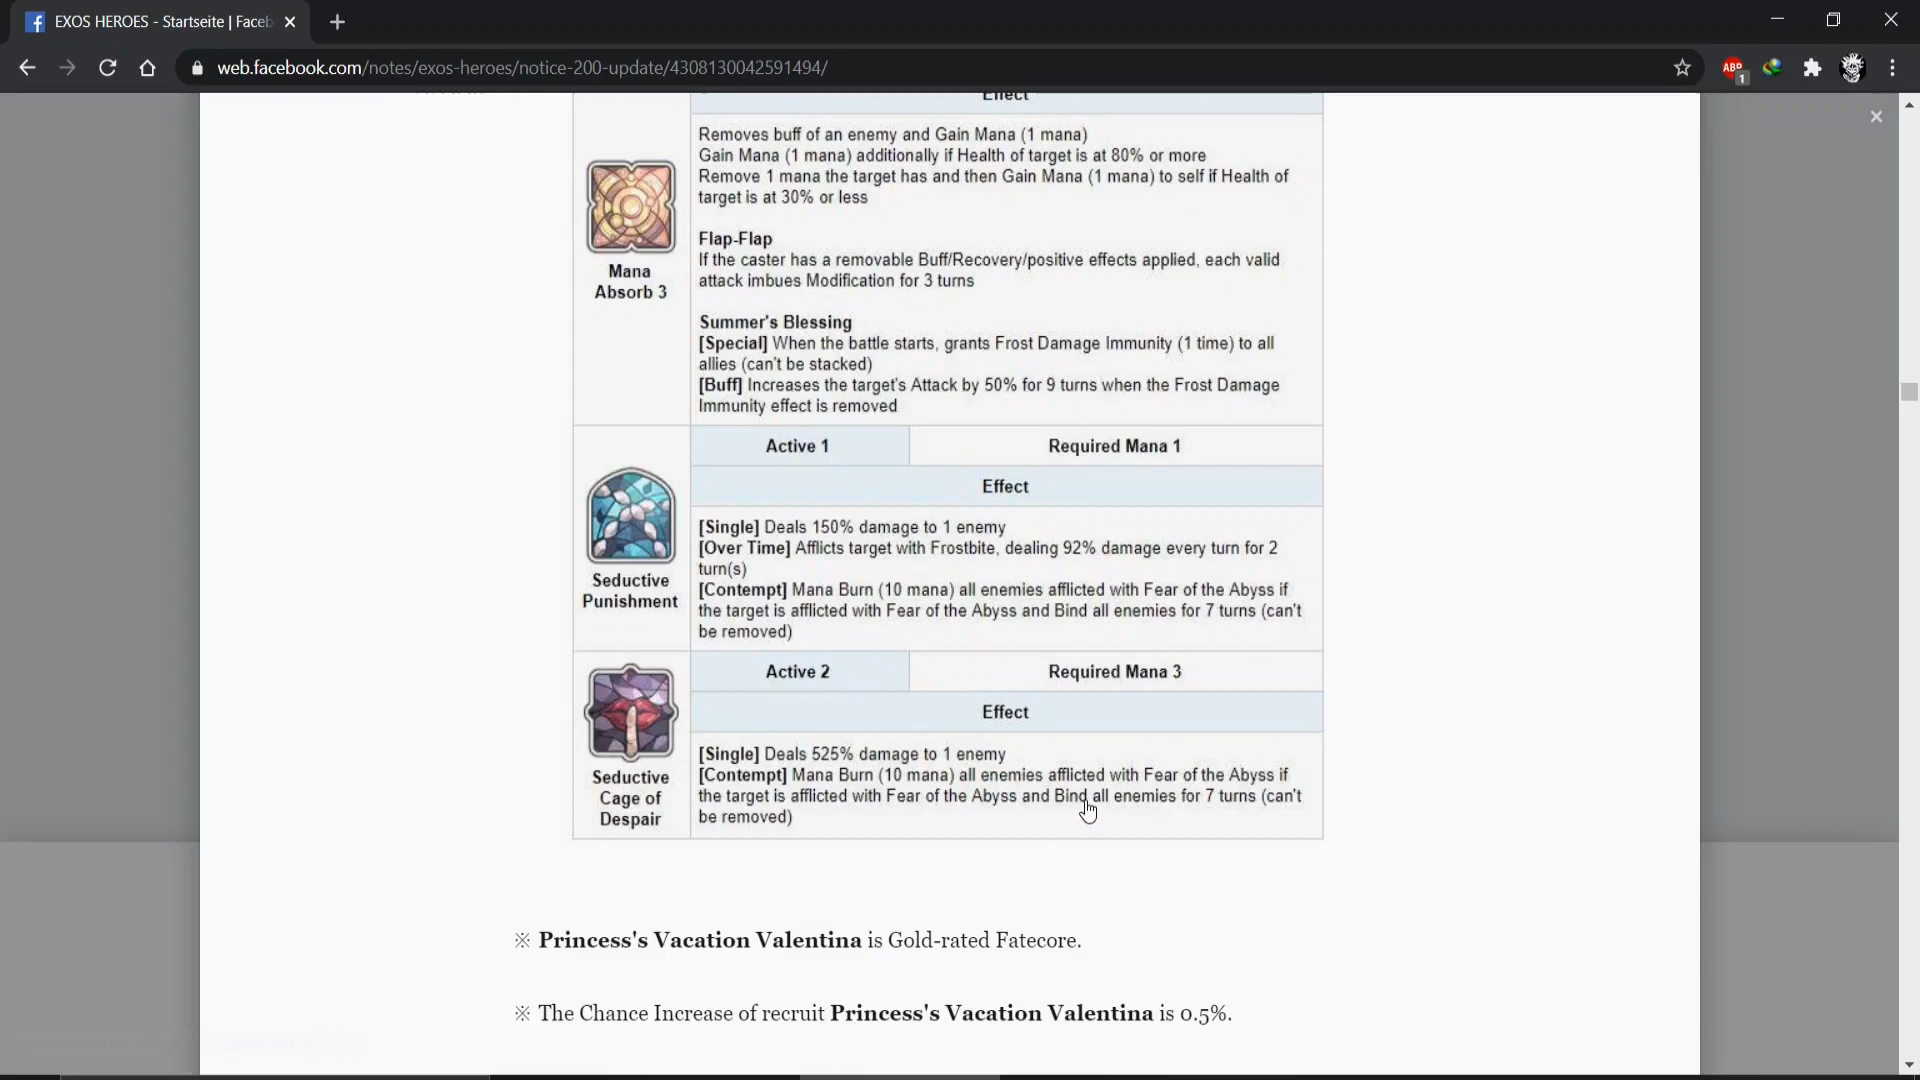 EXOS HEROES - Startseite | Faceb
web.facebook.com/notes/exos-heroes/notice-200-update/4308130042591494/
ABP
1
Effect
Removes buff of an enemy and Gain Mana (1 mana)
Gain Mana (1 mana) additionally if Health of target is at 80% or more
Remove 1 mana the target has and then Gain Mana (1 mana) to self if Health of
target is at 30% or less
Mana
Absorb 3
Flap-Flap
If the caster has a removable Buff/Recovery/positive effects applied, each valid
attack imbues Modification for 3 turns
Summer's Blessing
[Special] When the battle starts, grants Frost Damage Immunity (1 time) to all
allies (can't be stacked)
[Buff] Increases the target's Attack by 50% for 9 turns when the Frost Damage
Immunity effect is removed
Active 1
Required Mana 1
Effect
Seductive
Punishment
[Single] Deals 150% damage to 1 enemy
[Over Time] Afflicts target with Frostbite, dealing 92% damage every turn for 2
turn(s)
[Contempt] Mana Burn (10 mana) all enemies afflicted with Fear of the Abyss if
the target is afflicted with Fear of the Abyss and Bind all enemies for 7 turns (can't
be removed)
Active 2
Required Mana 3
Effect
Seductive
Cage of
Despair
[Single] Deals 525% damage to 1 enemy
[Contempt] Mana Burn (10 mana) all enemies afflicted with Fear of the Abyss if
the target is afflicted with Fear of the Abyss and Bind all enemies for 7 turns (can't
be removed)
※ Princess's Vacation Valentina is Gold-rated Fatecore.
※ The Chance Increase of recruit Princess's Vacation Valentina is 0.5%.